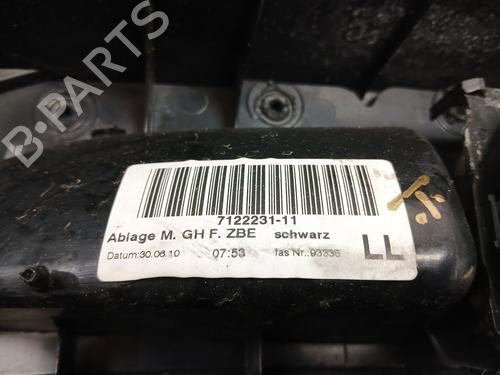 B-PARTS
7122231-11
Ablage M. GH F. ZBE schwarz
Datum:30.06.10 07:53 fas Nr.:93336
LL